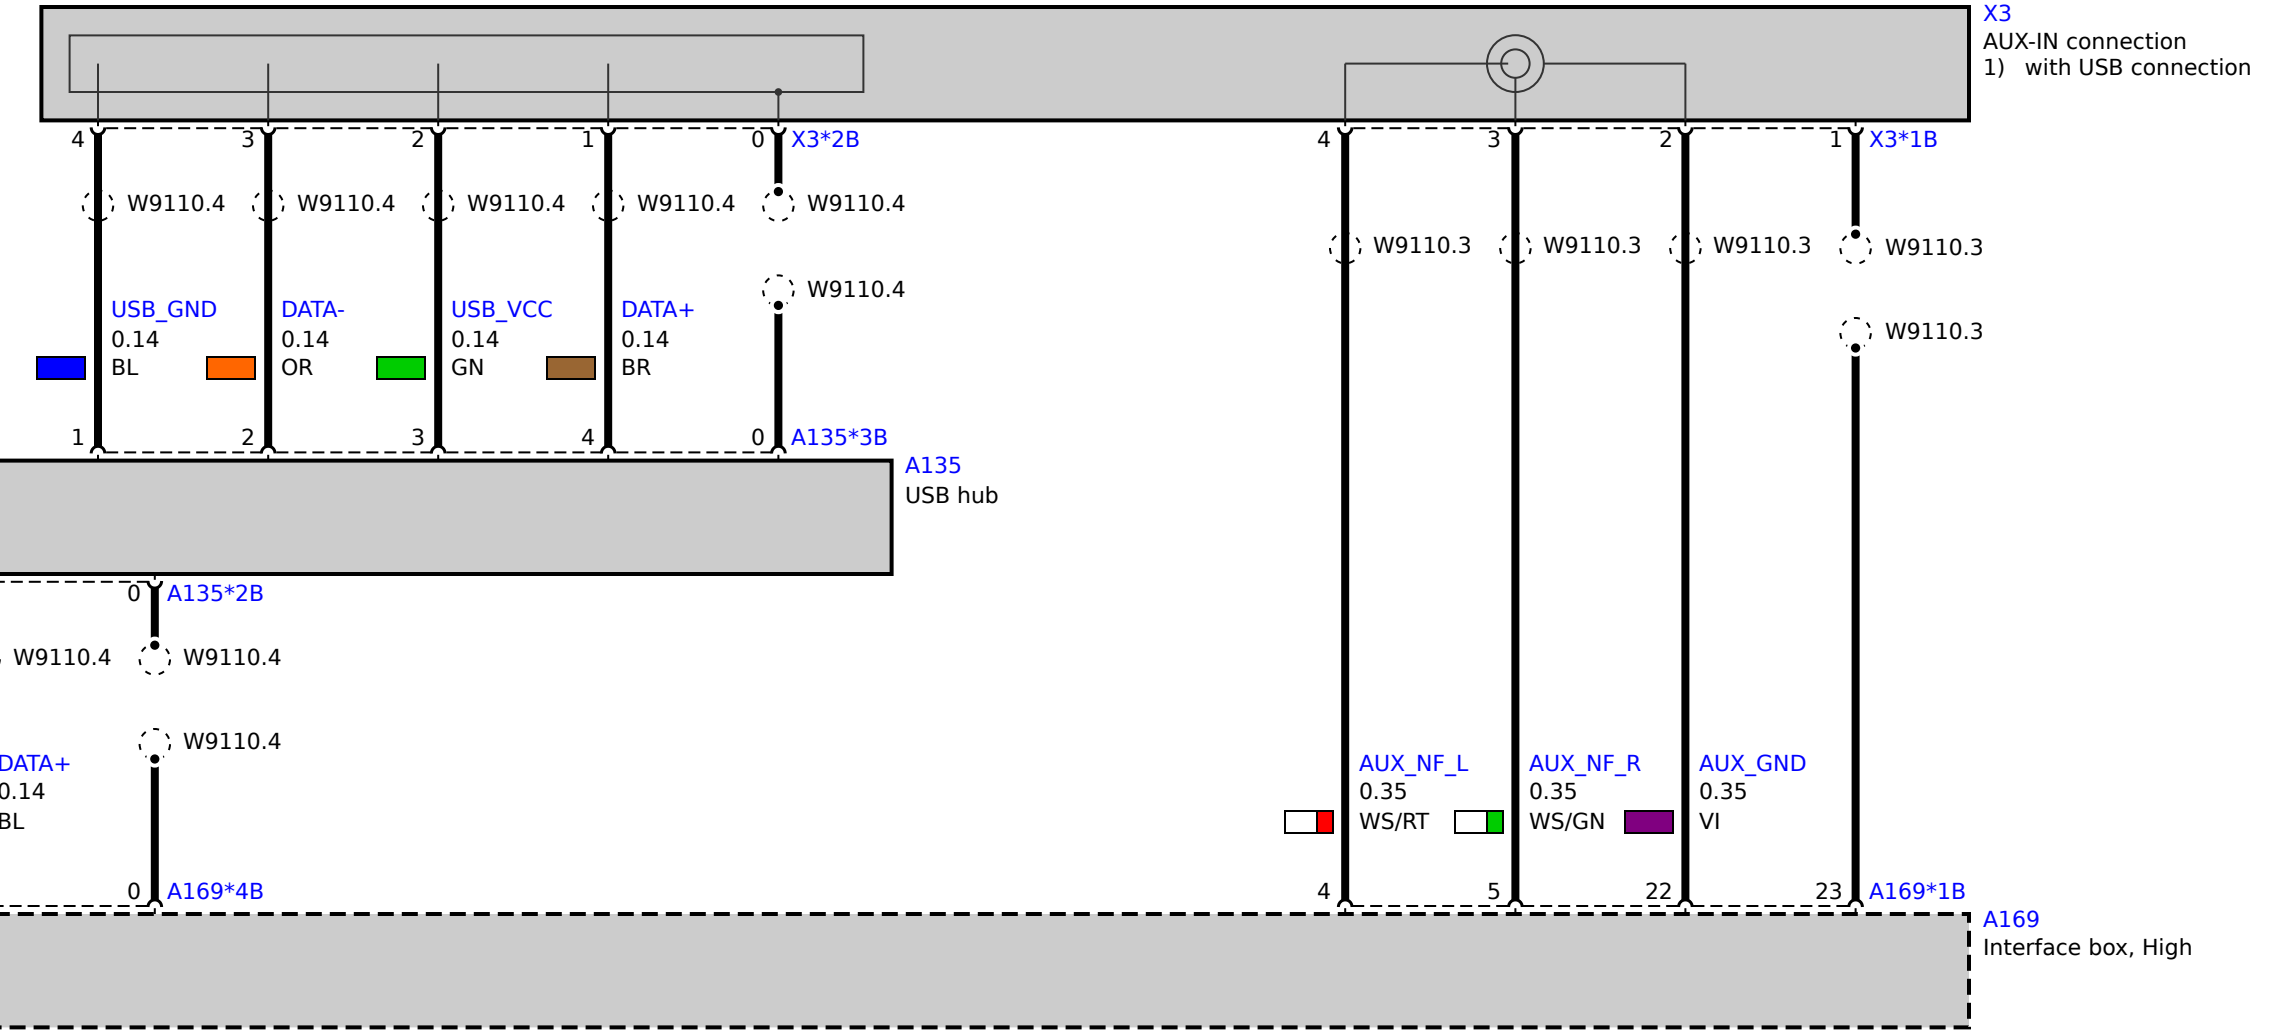 X3
AUX-IN connection
1) with USB connection
4 3 2 1 0 X3*2B 4 3 2 1 X3*1B
W9110.4 W9110.4 W9110.4 W9110.4 W9110.4
W9110.3 W9110.3 W9110.3 W9110.3
W9110.4
USB_GND DATA- USB_VCC DATA+
W9110.3
0.14 0.14 0.14 0.14
BL OR GN BR
1 2 3 4 0 A135*3B
A135
USB hub
0 A135*2B
W9110.4 W9110.4
W9110.4
DATA+ AUX_NF_L AUX_NF_R AUX_GND
0.14 0.35 0.35 0.35
BL WS/RT WS/GN VI
0 A169*4B 4 5 22 23 A169*1B
A169
Interface box, High